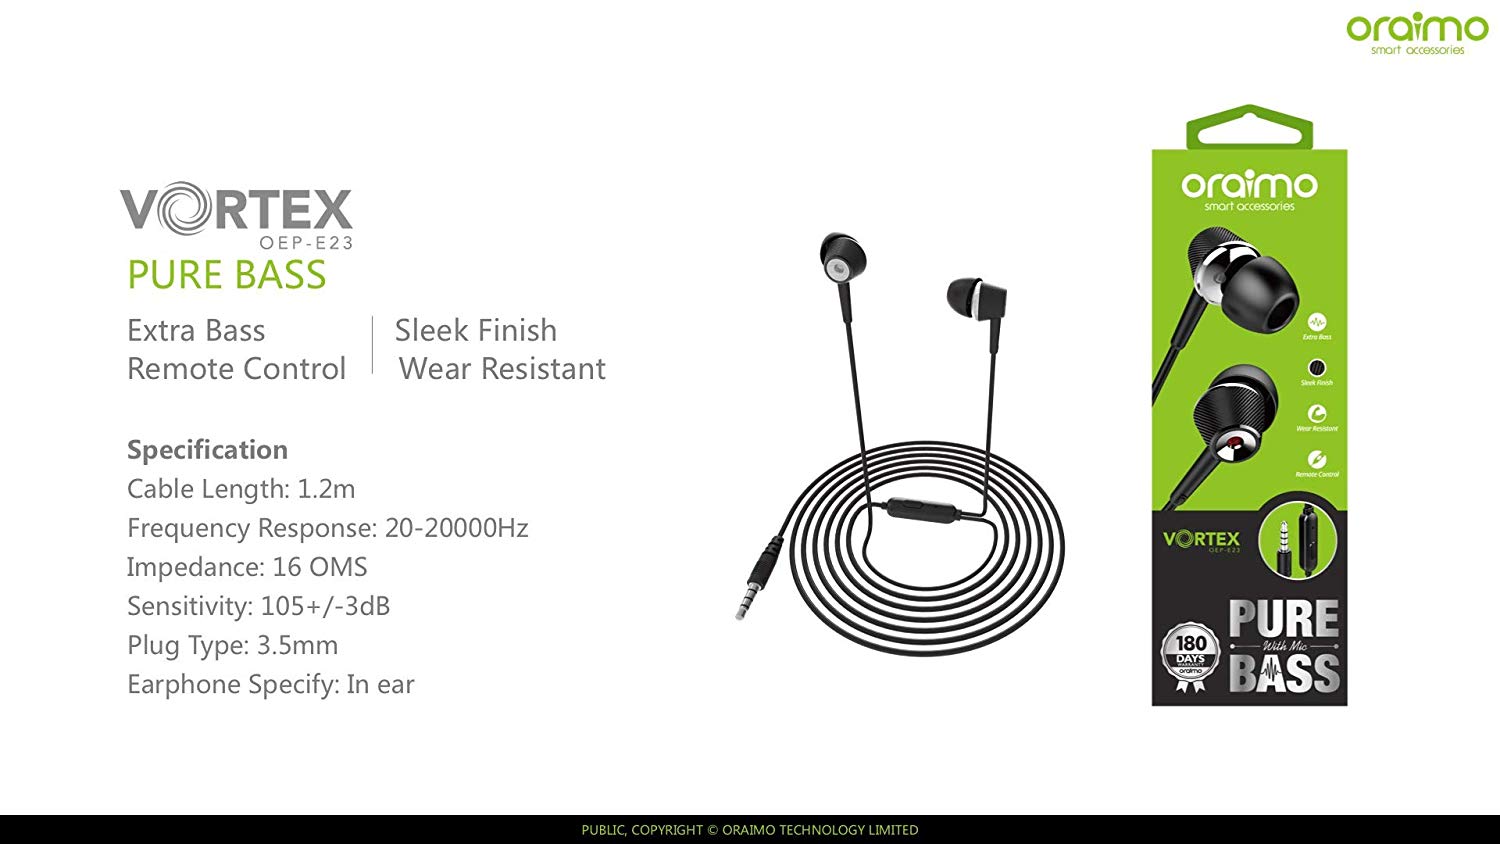 oraimo
smart accessories
VORTEX
OEP-E23
PURE BASS
Extra Bass
Remote Control
Sleek Finish
Wear Resistant
Specification
Cable Length: 1.2m
Frequency Response: 20-20000Hz
Impedance: 16 OMS
Sensitivity: 105+/-3dB
Plug Type: 3.5mm
Earphone Specify: In ear
oraimo
smart accessories
Extra Bass
Sleek Finish
Wear Resistant
Remote Control
VORTEX
OEP-E23
180
DAYS
WARRANTY
oraimo
PURE
With Mic
BASS
PUBLIC, COPYRIGHT © ORAIMO TECHNOLOGY LIMITED